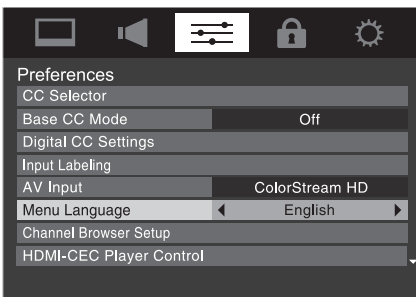 Preferences
CC Selector
Base CC Mode Off
Digital CC Settings
Input Labeling
AV Input ColorStream HD
Menu Language English
Channel Browser Setup
HDMI-CEC Player Control